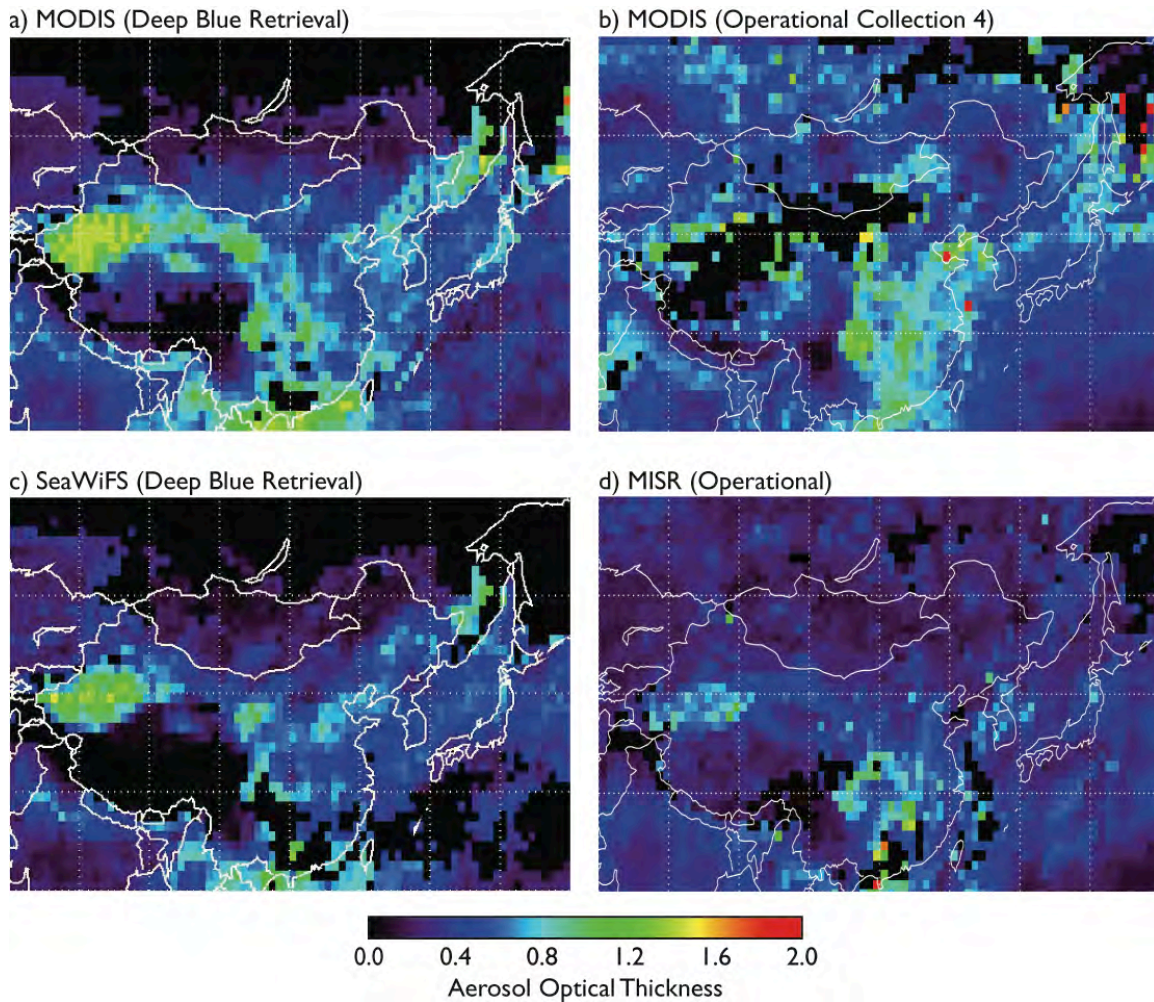 a) MODIS (Deep Blue Retrieval)
b) MODIS (Operational Collection 4)
c) SeaWiFS (Deep Blue Retrieval)
d) MISR (Operational)
0.0 0.4 0.8 1.2 1.6 2.0
Aerosol Optical Thickness